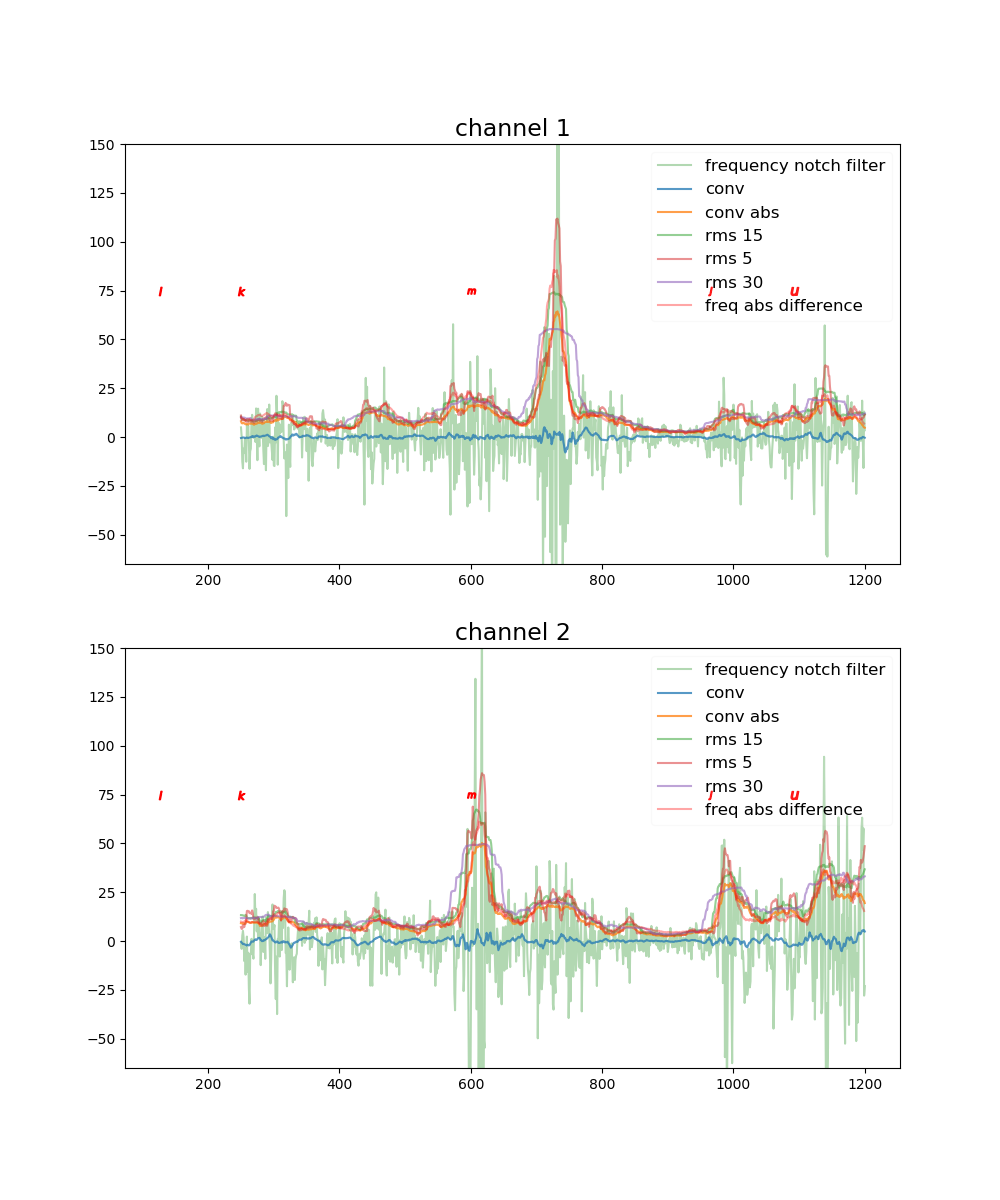 channel 1
150
125
100
75
50
25
0
−25
−50
frequency notch filter
conv
conv abs
rms 15
rms 5
rms 30
freq abs difference
l
k
m
U
200
400
600
800
1000
1200
channel 2
150
125
100
75
50
25
0
−25
−50
frequency notch filter
conv
conv abs
rms 15
rms 5
rms 30
freq abs difference
l
k
m
U
200
400
600
800
1000
1200